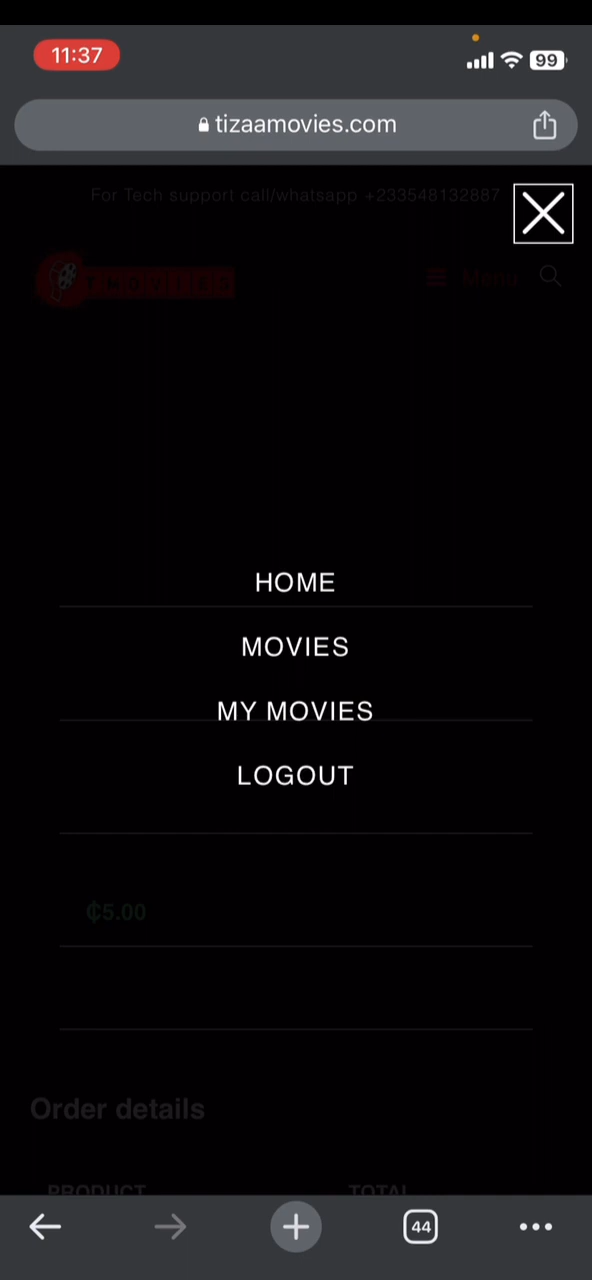 11:37
99
tizaamovies.com
For Tech support call/whatsapp +233548132887
TMOVIES
Menu
HOME
MOVIES
MY MOVIES
LOGOUT
₵5.00
Order details
PRODUCT TOTAL
44